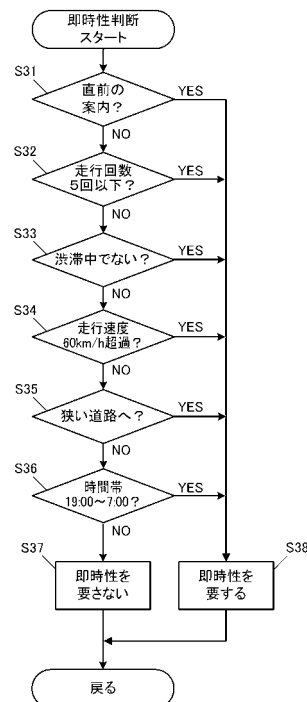 即時性判断
スタート
S31
直前の
案内?
YES
NO
S32
走行回数
5回以下?
YES
NO
S33
渋滞中でない?
YES
NO
S34
走行速度
60km/h超過?
YES
NO
S35
狭い道路へ?
YES
NO
S36
時間帯
19:00~7:00?
YES
NO
S37
即時性を
要さない
S38
即時性を
要する
戻る